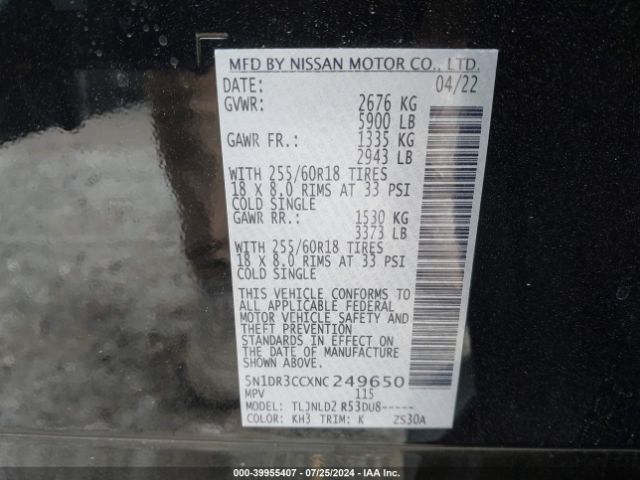 MFD BY NISSAN MOTOR CO., LTD.
DATE: 04/22
GVWR: 2676 KG
5900 LB
GAWR FR.: 1335 KG
2943 LB
WITH 255/60R18 TIRES
18 X 8.0 RIMS AT 33 PSI
COLD SINGLE
GAWR RR.: 1530 KG
3373 LB
WITH 255/60R18 TIRES
18 X 8.0 RIMS AT 33 PSI
COLD SINGLE
THIS VEHICLE CONFORMS TO
ALL APPLICABLE FEDERAL
MOTOR VEHICLE SAFETY AND
THEFT PREVENTION
STANDARDS IN EFFECT ON
THE DATE OF MANUFACTURE
SHOWN ABOVE.
5N1DR3CCXNC249650
MPV 115
MODEL: TLJNLD2 R53DU8-----
COLOR: KH3 TRIM: K ZS30A
000-39955407 / 07/25/2024 / IAA Inc.